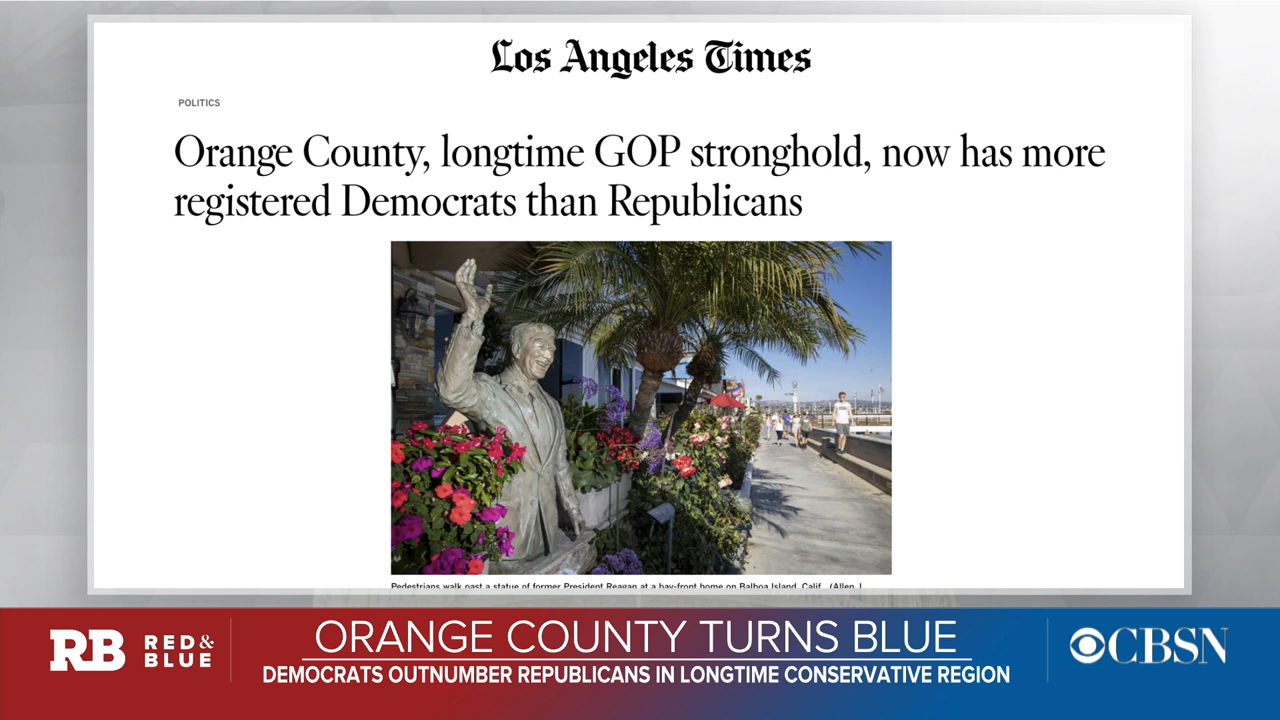 Los Angeles Times
POLITICS
Orange County, longtime GOP stronghold, now has more
registered Democrats than Republicans
Pedestrians walk past a statue of former President Reagan at a bay-front home on Balboa Island, Calif. (Allen J.
RB RED&
BLUE
ORANGE COUNTY TURNS BLUE
DEMOCRATS OUTNUMBER REPUBLICANS IN LONGTIME CONSERVATIVE REGION
CBSN